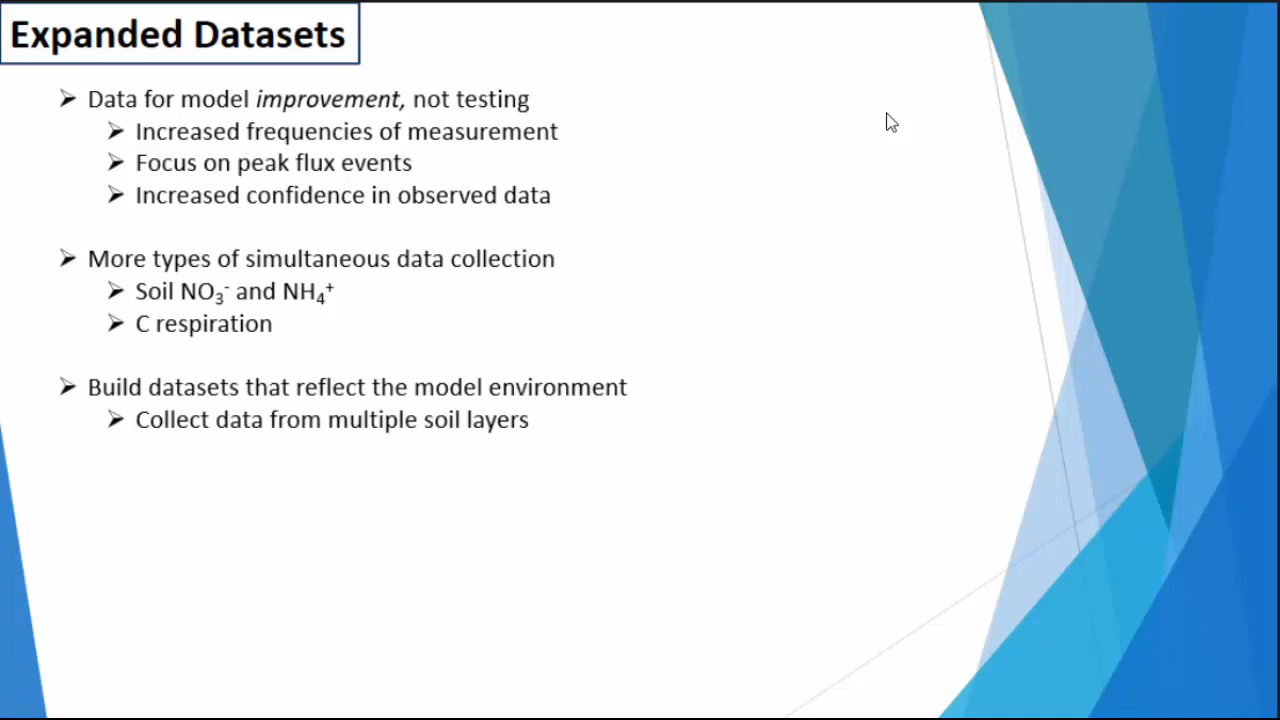 Expanded Datasets
➢ Data for model improvement, not testing
➢ Increased frequencies of measurement
➢ Focus on peak flux events
➢ Increased confidence in observed data
➢ More types of simultaneous data collection
➢ Soil NO₃⁻ and NH₄⁺
➢ C respiration
➢ Build datasets that reflect the model environment
➢ Collect data from multiple soil layers